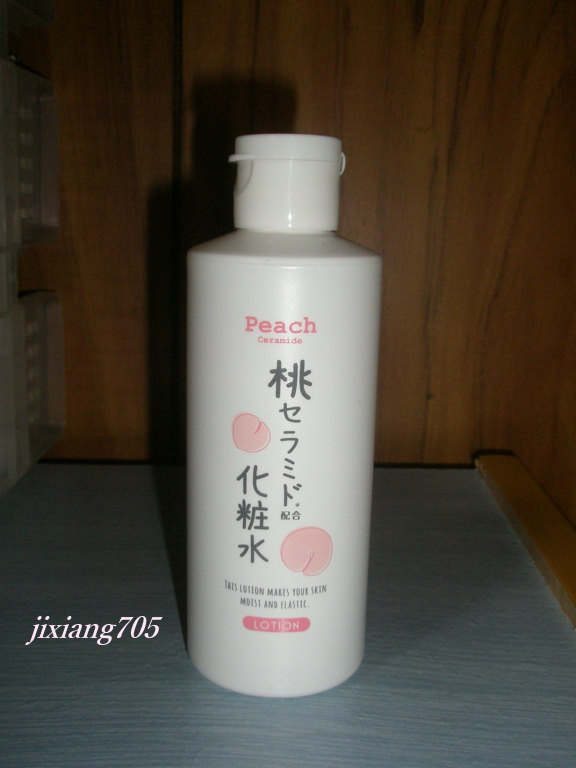 Peach
Ceramide
桃セラミド*
配合
化粧水
THIS LOTION MAKES YOUR SKIN
MOIST AND ELASTIC.
LOTION
jixiang705